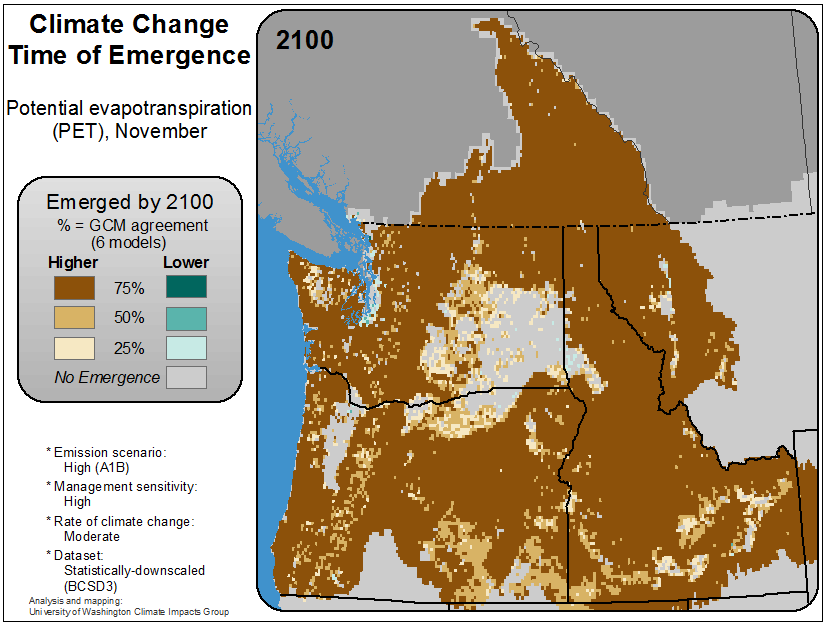 Climate Change
Time of Emergence
Potential evapotranspiration
(PET), November
Emerged by 2100
% = GCM agreement
(6 models)
Higher Lower
75%
50%
25%
No Emergence
* Emission scenario:
High (A1B)
* Management sensitivity:
High
* Rate of climate change:
Moderate
* Dataset:
Statistically-downscaled
(BCSD3)
Analysis and mapping:
University of Washington Climate Impacts Group
2100